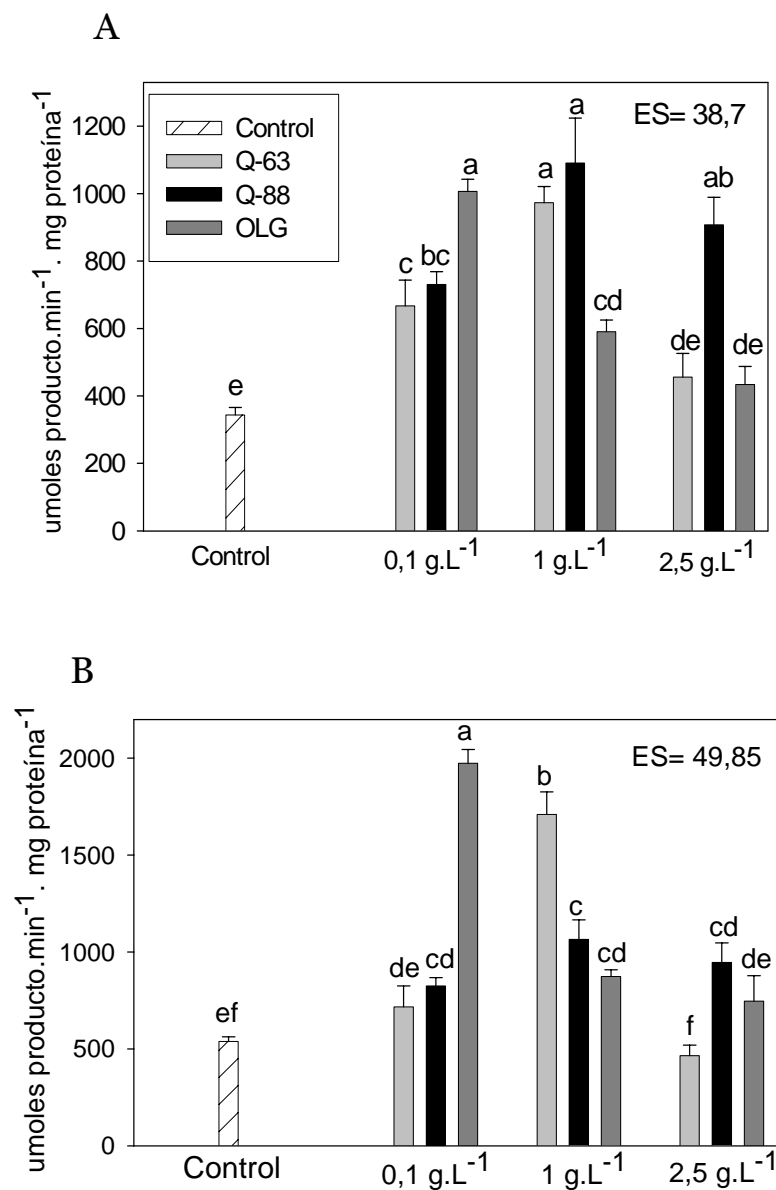 A
umoles producto.min⁻¹. mg proteína⁻¹
1200
1000
800
600
400
200
0
Control
Q-63
Q-88
OLG
ES= 38,7
e
c
bc
a
a
a
cd
de
ab
de
Control
0,1 g.L⁻¹
1 g.L⁻¹
2,5 g.L⁻¹
B
umoles producto.min⁻¹. mg proteína⁻¹
2000
1500
1000
500
0
ES= 49,85
ef
de
cd
a
b
c
cd
f
cd
de
Control
0,1 g.L⁻¹
1 g.L⁻¹
2,5 g.L⁻¹